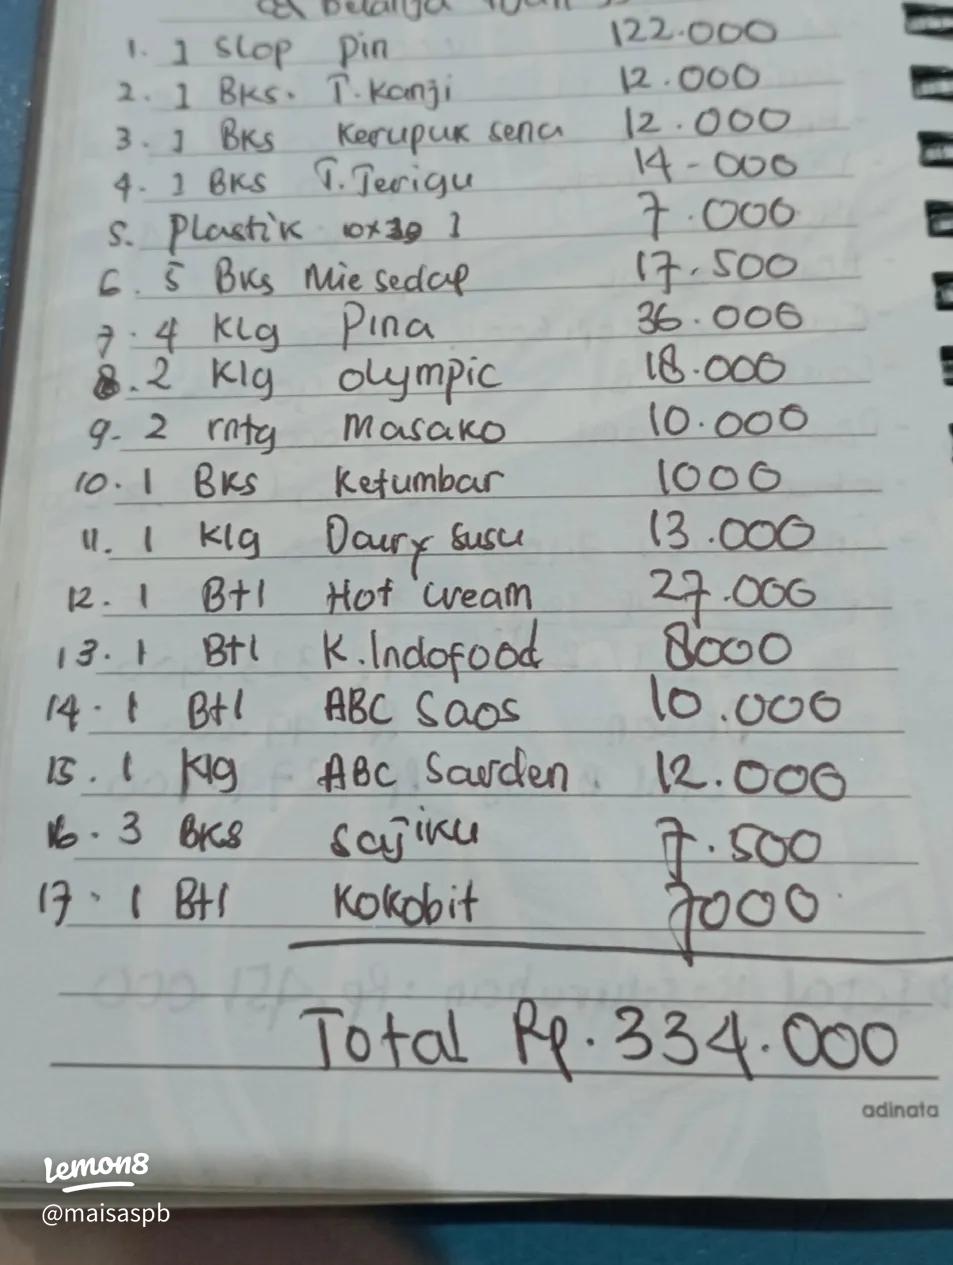 Belanja
1. 1 Slop Pin 122.000
2. 1 BKS. T. Kanji 12.000
3. 1 BKS Kerupuk sena 12.000
4. 1 BKS T. Terigu 14-000
5. Plastik 10x30 1 7.000
6. 5 BKS Mie sedap 17.500
7. 4 Klg Pina 36.000
8. 2 Klg Olympic 18.000
9- 2 rntg Masako 10.000
10. 1 BKS Ketumbar 1000
11. 1 Klg Dairy Susu 13.000
12. 1 Btl Hot Cream 27.000
13. 1 Btl K. Indofood 8000
14. 1 Btl ABC Saos 10.000
15. 1 Klg ABC Sarden 12.000
16. 3 BKS Sajiku 7.500
17. 1 Btl Kokobit 7000
Total Rp. 334.000
adinata
Lemon8
@maisaspb